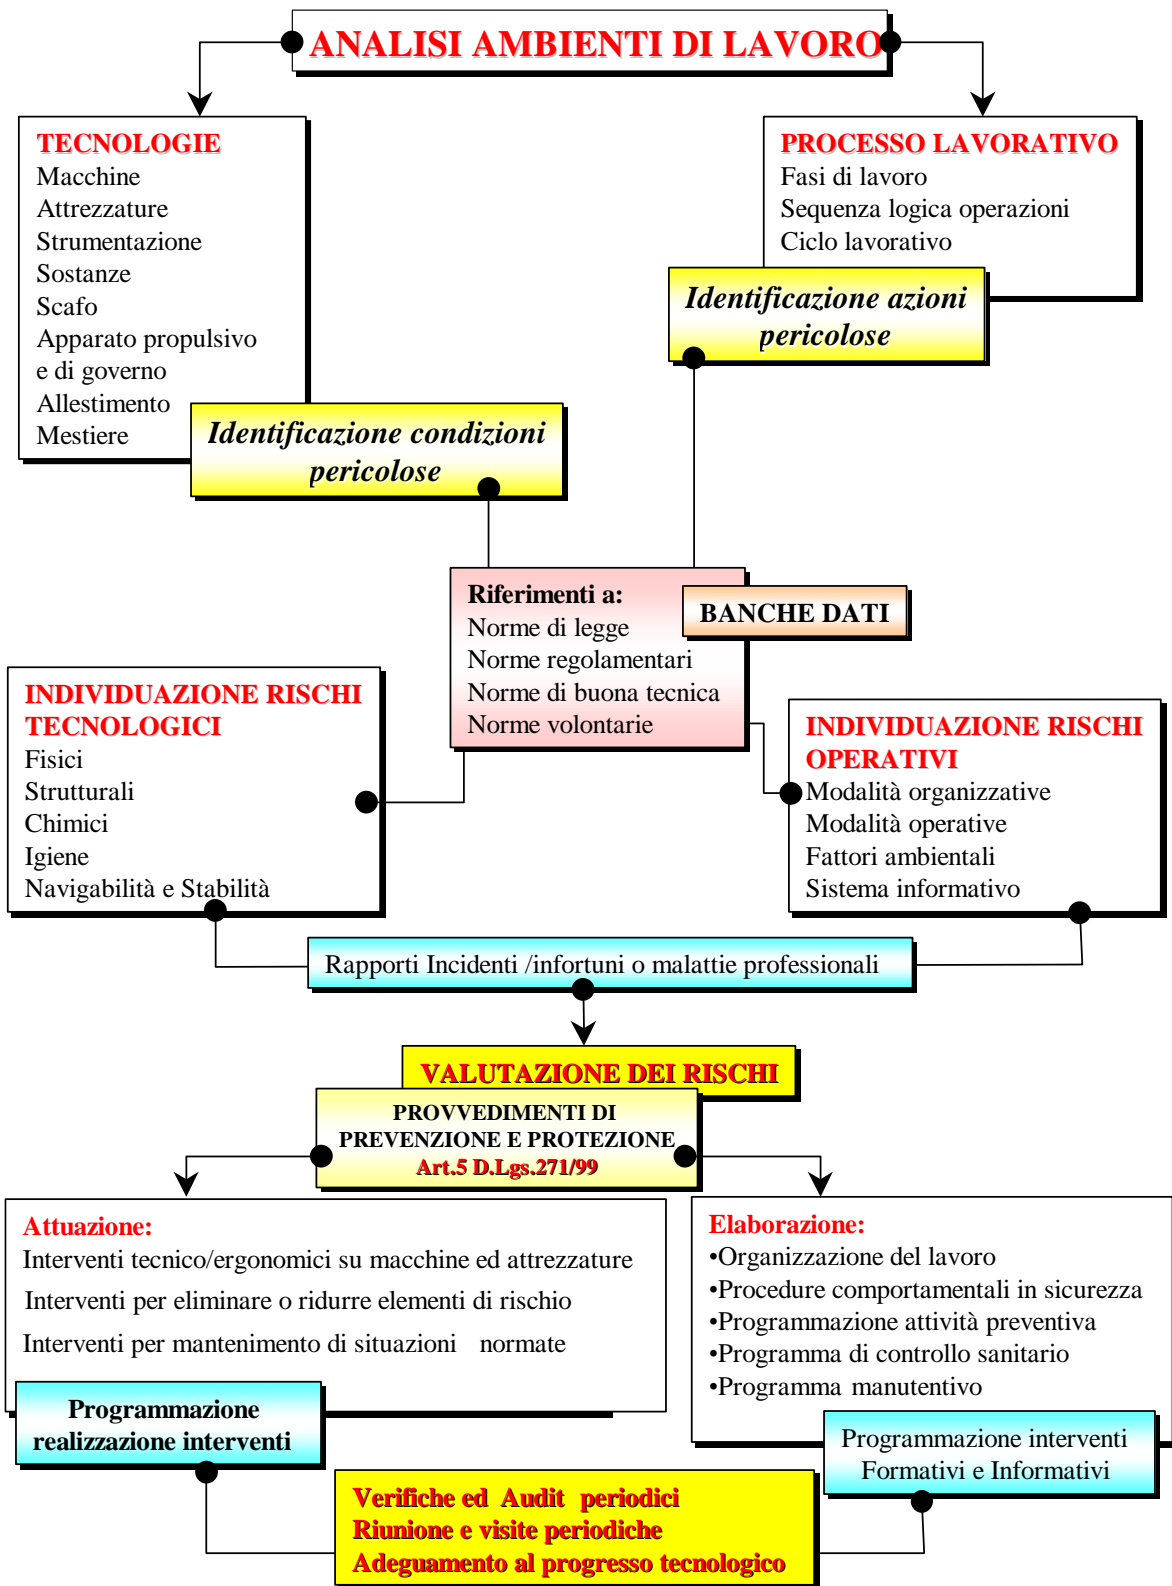 ANALISI AMBIENTI DI LAVORO
TECNOLOGIE
Macchine
Attrezzature
Strumentazione
Sostanze
Scafo
Apparato propulsivo
e di governo
Allestimento
Mestiere
Identificazione condizioni
pericolose
PROCESSO LAVORATIVO
Fasi di lavoro
Sequenza logica operazioni
Ciclo lavorativo
Identificazione azioni
pericolose
Riferimenti a:
Norme di legge
Norme regolamentari
Norme di buona tecnica
Norme volontarie
BANCHE DATI
INDIVIDUAZIONE RISCHI
TECNOLOGICI
Fisici
Strutturali
Chimici
Igiene
Navigabilità e Stabilità
INDIVIDUAZIONE RISCHI
OPERATIVI
Modalità organizzative
Modalità operative
Fattori ambientali
Sistema informativo
Rapporti Incidenti /infortuni o malattie professionali
VALUTAZIONE DEI RISCHI
PROVVEDIMENTI DI
PREVENZIONE E PROTEZIONE
Art.5 D.Lgs.271/99
Attuazione:
Interventi tecnico/ergonomici su macchine ed attrezzature
Interventi per eliminare o ridurre elementi di rischio
Interventi per mantenimento di situazioni normate
Programmazione
realizzazione interventi
Elaborazione:
•Organizzazione del lavoro
•Procedure comportamentali in sicurezza
•Programmazione attività preventiva
•Programma di controllo sanitario
•Programma manutentivo
Programmazione interventi
Formativi e Informativi
Verifiche ed Audit periodici
Riunione e visite periodiche
Adeguamento al progresso tecnologico